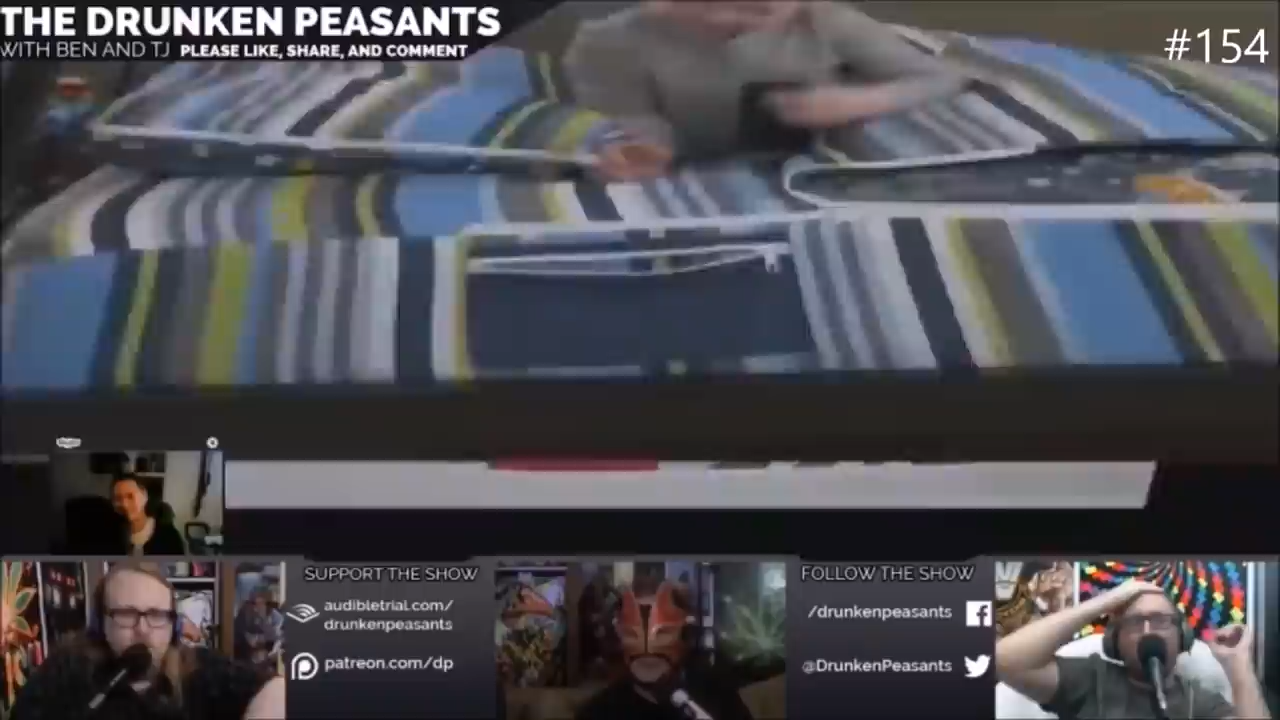 THE DRUNKEN PEASANTS
WITH BEN AND TJ PLEASE LIKE, SHARE, AND COMMENT
#154
SUPPORT THE SHOW
audibletrial.com/
drunkenpeasants
patreon.com/dp
FOLLOW THE SHOW
/drunkenpeasants
@DrunkenPeasants